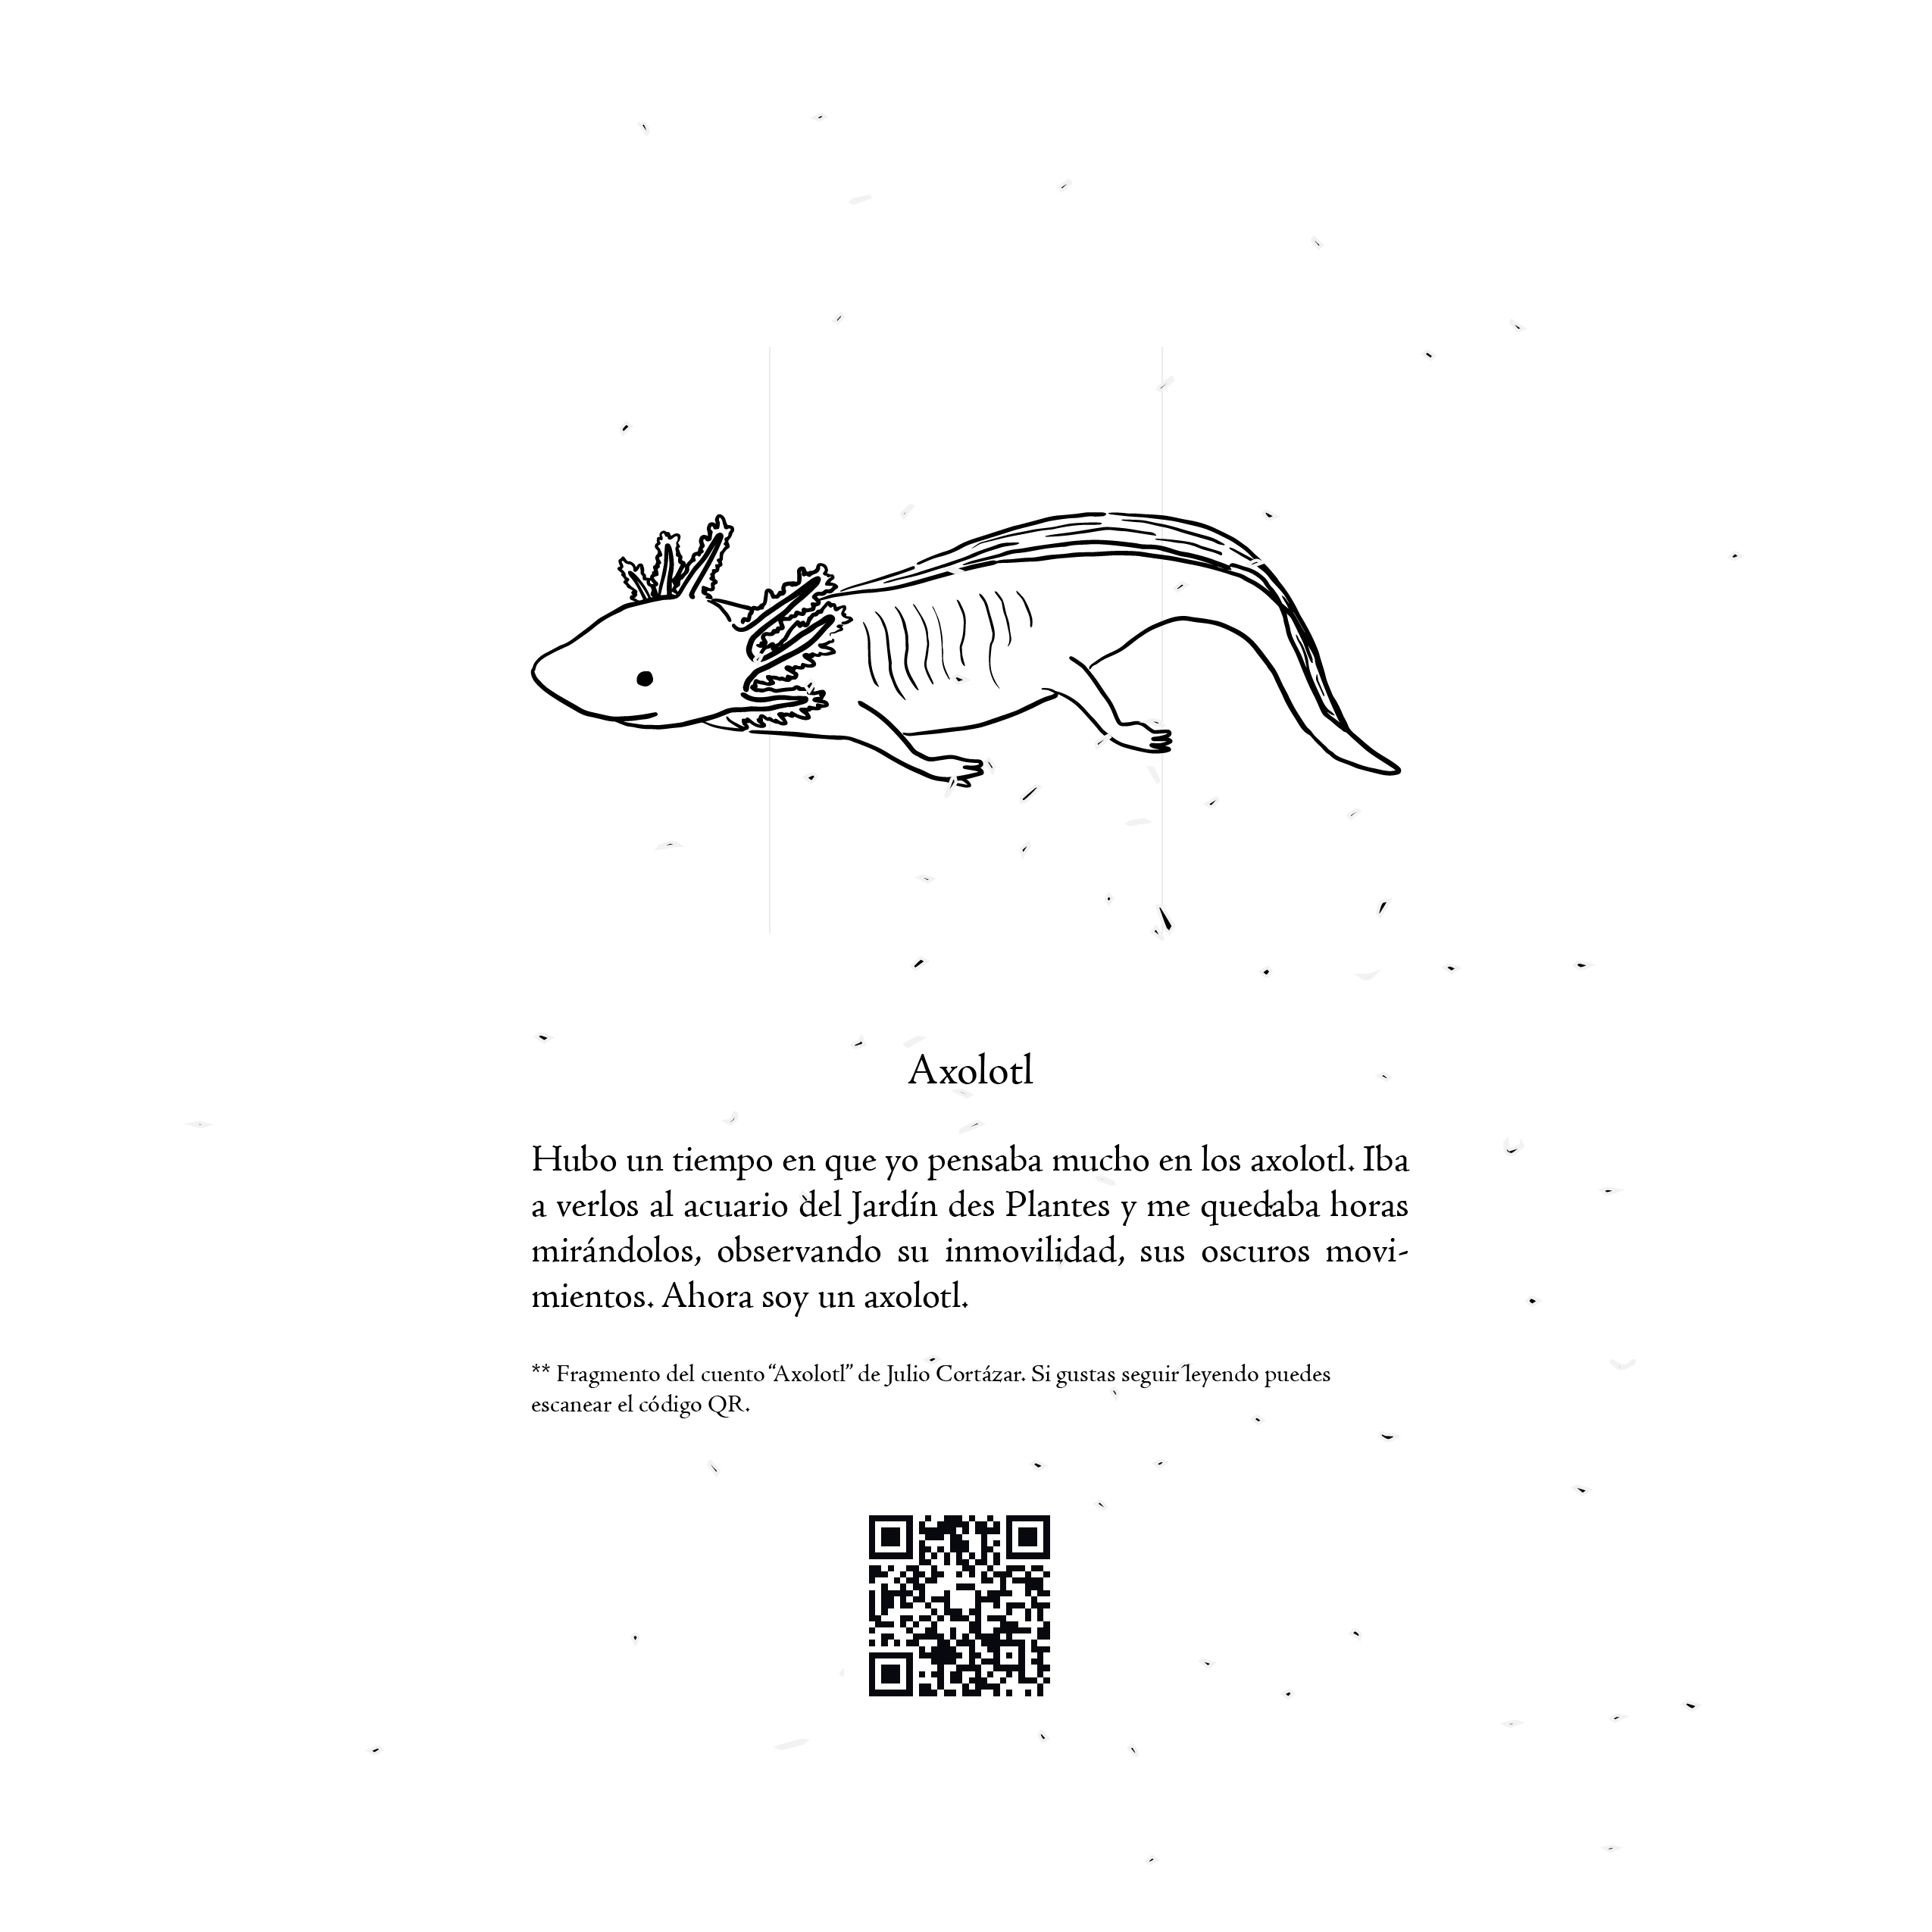 Axolotl
Hubo un tiempo en que yo pensaba mucho en los axolotl. Iba
a verlos al acuario del Jardín des Plantes y me quedaba horas
mirándolos, observando su inmovilidad, sus oscuros movi-
mientos. Ahora soy un axolotl.
** Fragmento del cuento “Axolotl” de Julio Cortázar. Si gustas seguir leyendo puedes
escanear el código QR.